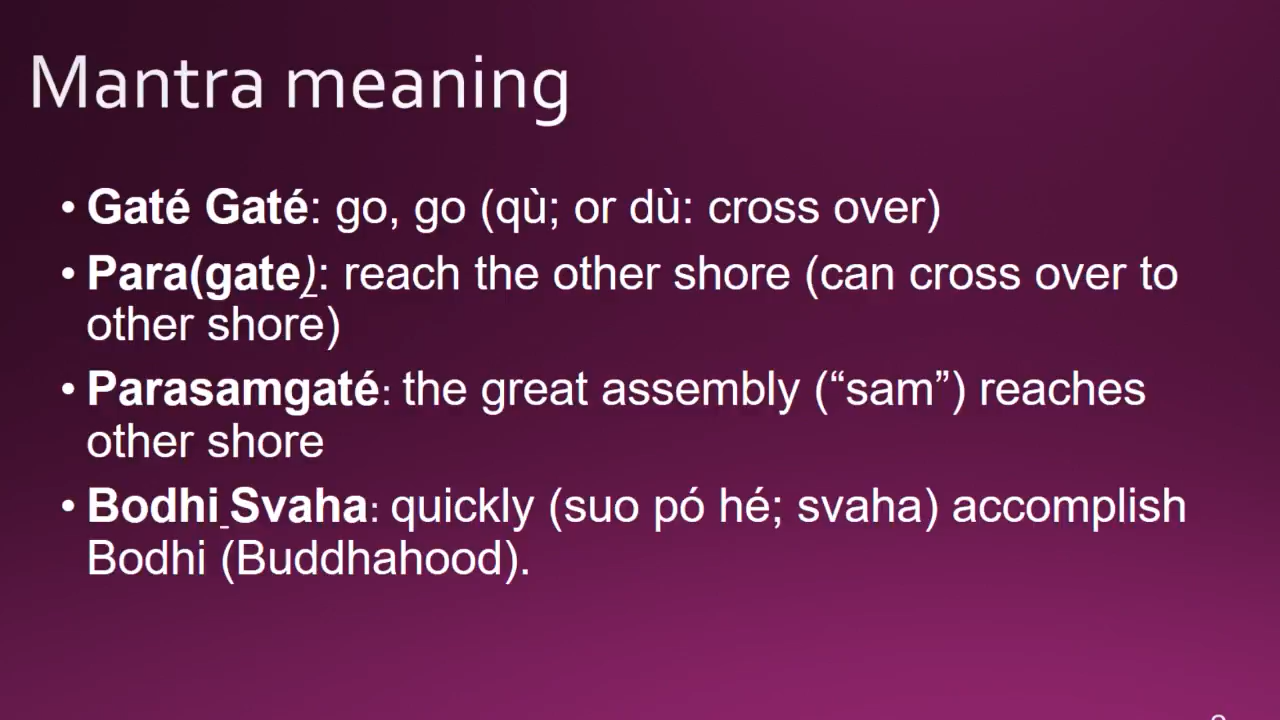 Mantra meaning
• Gaté Gaté: go, go (qù; or dù: cross over)
• Para(gate): reach the other shore (can cross over to
other shore)
• Parasamgaté: the great assembly (“sam”) reaches
other shore
• Bodhi Svaha: quickly (suo pó hé; svaha) accomplish
Bodhi (Buddhahood).